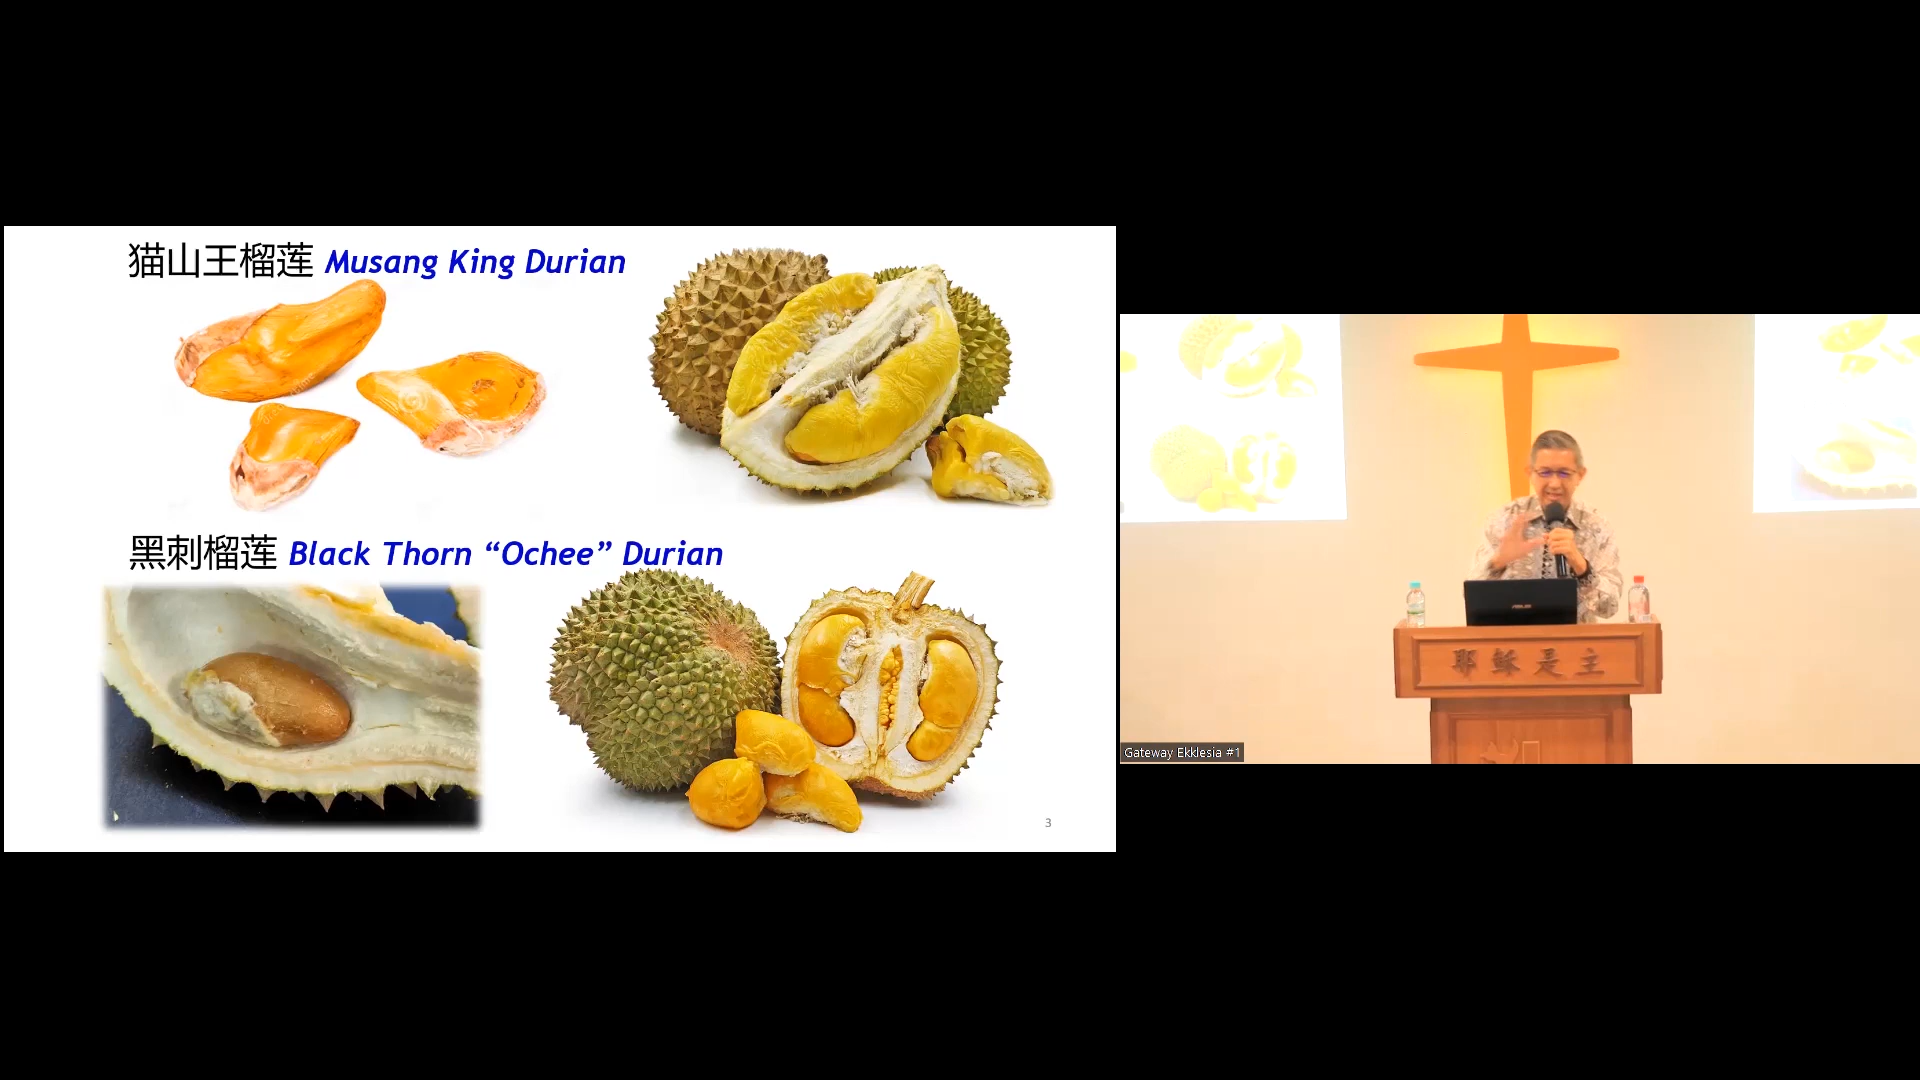 猫山王榴莲 Musang King Durian
黑刺榴莲 Black Thorn “Ochee” Durian
3
耶稣是主
Gateway Ekklesia #1